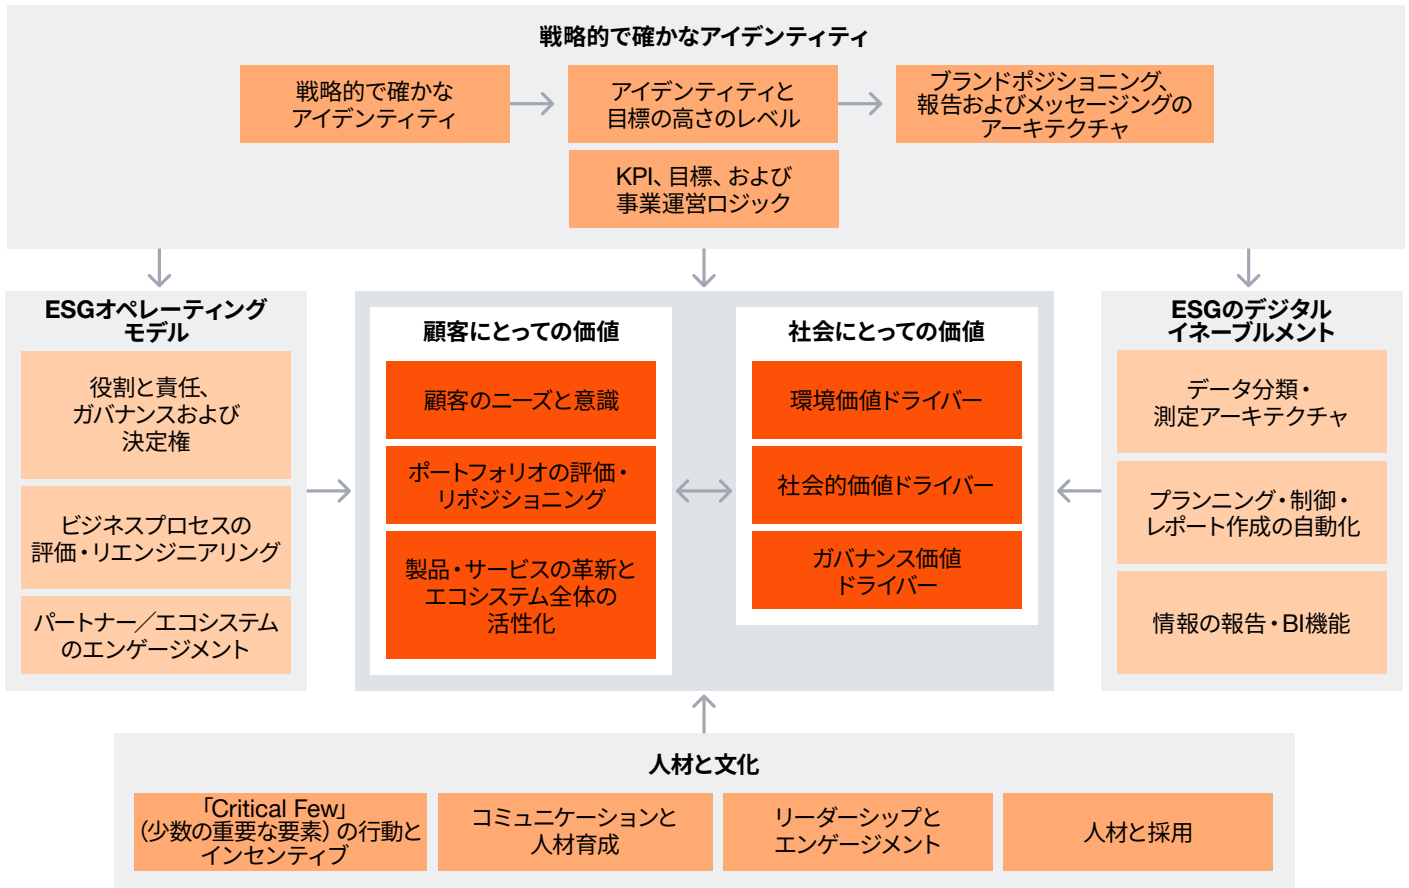 戦略的で確かなアイデンティティ
戦略的で確かな
アイデンティティ
アイデンティティと
目標の高さのレベル
ブランドポジショニング、
報告およびメッセージングの
アーキテクチャ
KPI、目標、および
事業運営ロジック
ESGオペレーティング
モデル
役割と責任、
ガバナンスおよび
決定権
ビジネスプロセスの
評価・リエンジニアリング
パートナー／エコシステム
のエンゲージメント
顧客にとっての価値
顧客のニーズと意識
ポートフォリオの評価・
リポジショニング
製品・サービスの革新と
エコシステム全体の
活性化
社会にとっての価値
環境価値ドライバー
社会的価値ドライバー
ガバナンス価値
ドライバー
ESGのデジタル
イネーブルメント
データ分類・
測定アーキテクチャ
プランニング・制御・
レポート作成の自動化
情報の報告・BI機能
人材と文化
「Critical Few」
（少数の重要な要素）の行動と
インセンティブ
コミュニケーションと
人材育成
リーダーシップと
エンゲージメント
人材と採用